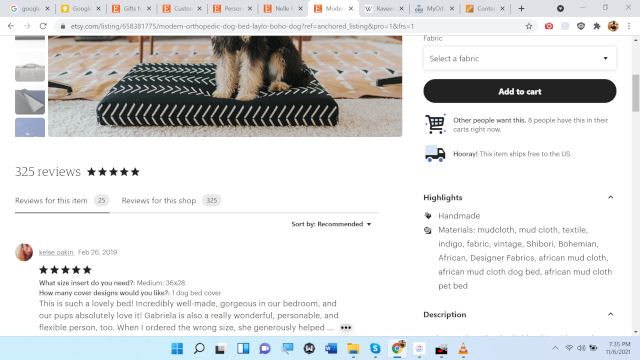 google
Google
Gifts f
Custor
Person
Nelle I
Modern
Raweer
MyOd
Conte
etsy.com/listing/658381775/modern-orthopedic-dog-bed-laylo-boho-dog?ref=anchored_listing&pro=1&frs=1
Fabric
Select a fabric
Add to cart
Other people want this. 8 people have this in their
carts right now.
Hooray! This item ships free to the US.
325 reviews
Reviews for this item 25
Reviews for this shop 325
Sort by: Recommended
Highlights
Handmade
Materials: mudcloth, mud cloth, textile,
indigo, fabric, vintage, Shibori, Bohemian,
African, Designer Fabrics, african mud cloth,
african mud cloth dog bed, african mud cloth
pet bed
Description
kelse opkin Feb 26, 2019
What size insert do you need?: Medium: 36x28
How many cover designs would you like?: 1 dog bed cover
This is such a lovely bed! Incredibly well-made, gorgeous in our bedroom, and
our pups absolutely love it! Gabriela is also a really wonderful, personable, and
flexible person, too. When I ordered the wrong size, she generously helped ...
7:35 PM
11/6/2021